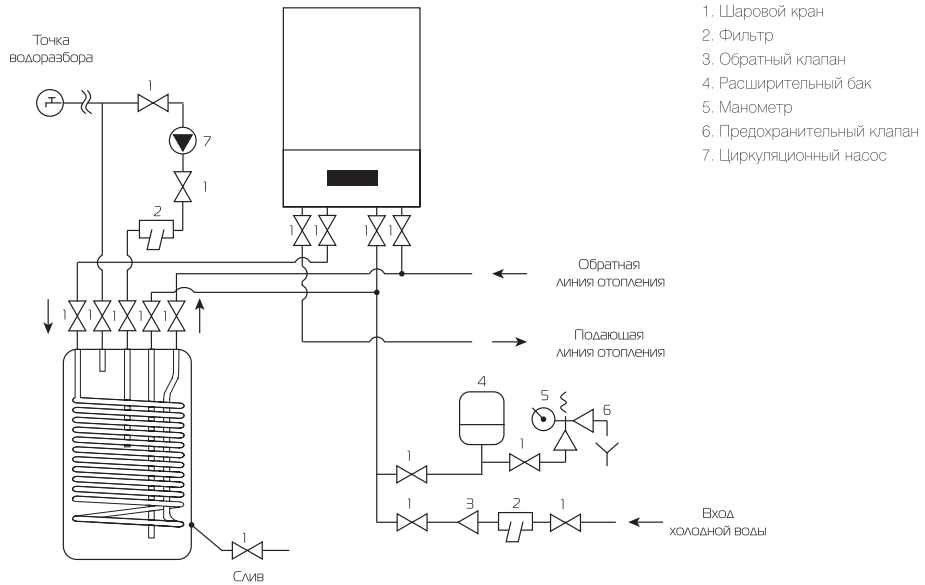 1. Шаровой кран
2. Фильтр
3. Обратный клапан
4. Расширительный бак
5. Манометр
6. Предохранительный клапан
7. Циркуляционный насос
Точка
водоразбора
1
7
1
2
1
1
1
1
Обратная
линия отопления
1
1
1
1
1
Подающая
линия отопления
4
5
6
1
1
1
3
2
1
Вход
холодной воды
1
Слив